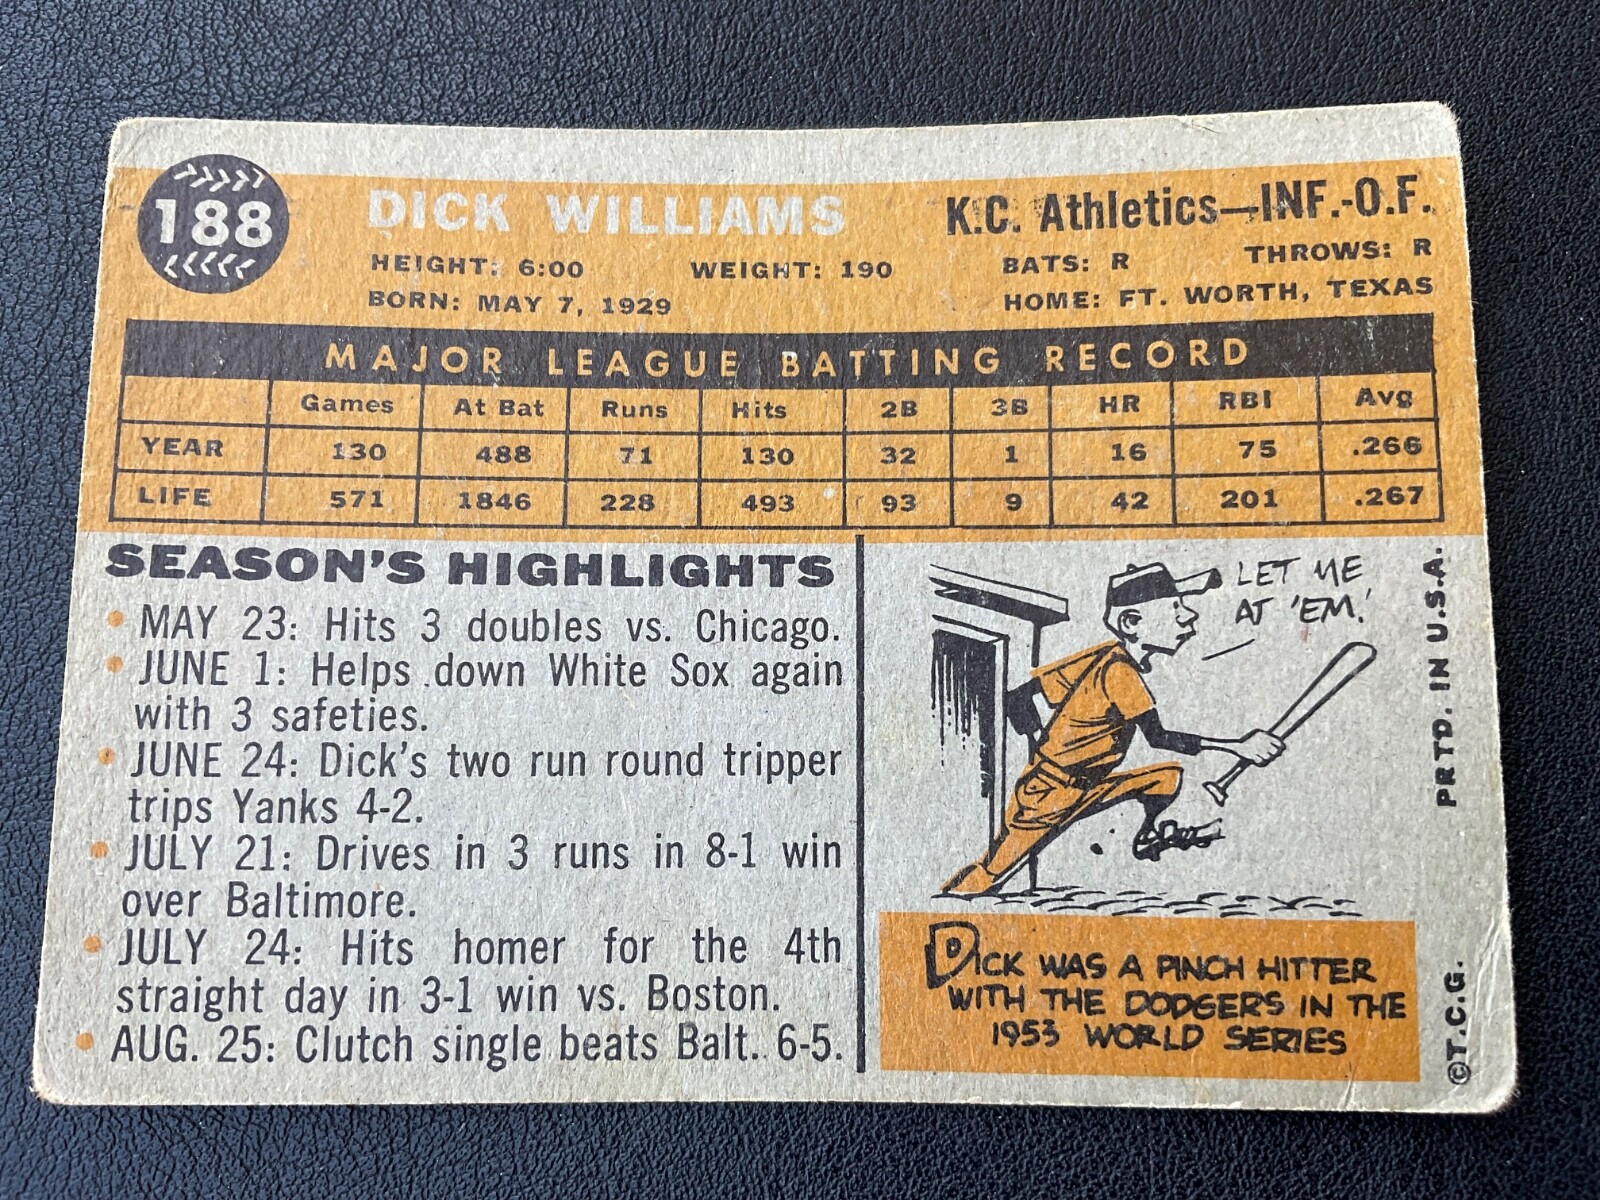 188
DICK WILLIAMS
K.C. Athletics—INF.-O.F.
HEIGHT: 6:00 WEIGHT: 190 BATS: R THROWS: R
BORN: MAY 7, 1929 HOME: FT. WORTH, TEXAS
MAJOR LEAGUE BATTING RECORD
Games At Bat Runs Hits 2B 3B HR RBI Avg
YEAR 130 488 71 130 32 1 16 75 .266
LIFE 571 1846 228 493 93 9 42 201 .267
SEASON'S HIGHLIGHTS
• MAY 23: Hits 3 doubles vs. Chicago.
• JUNE 1: Helps down White Sox again
with 3 safeties.
• JUNE 24: Dick's two run round tripper
trips Yanks 4-2.
• JULY 21: Drives in 3 runs in 8-1 win
over Baltimore.
• JULY 24: Hits homer for the 4th
straight day in 3-1 win vs. Boston.
• AUG. 25: Clutch single beats Balt. 6-5.
LET ME
AT 'EM.'
DICK WAS A PINCH HITTER
WITH THE DODGERS IN THE
1953 WORLD SERIES
©T.C.G. PRTD. IN U.S.A.